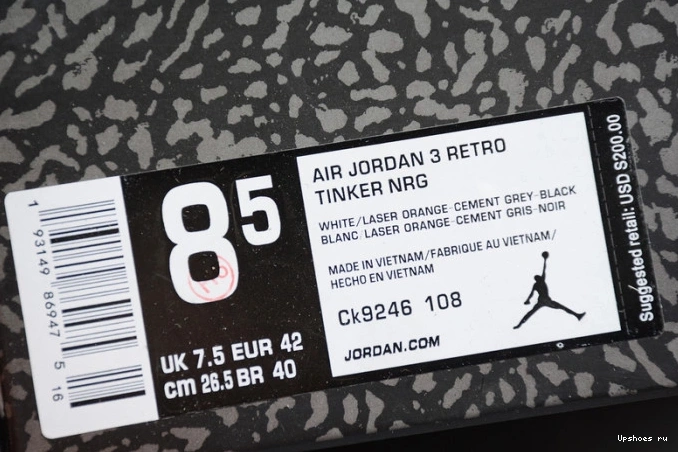 1 93149 86947 5 16
8 5
UK 7.5 EUR 42
cm 26.5 BR 40
AIR JORDAN 3 RETRO
TINKER NRG
WHITE/LASER ORANGE-CEMENT GREY-BLACK
BLANC/LASER ORANGE-CEMENT GRIS-NOIR
MADE IN VIETNAM/FABRIQUE AU VIETNAM/
HECHO EN VIETNAM
Ck9246 108
JORDAN.COM
Suggested retail: USD S200.00
Upshoes ru